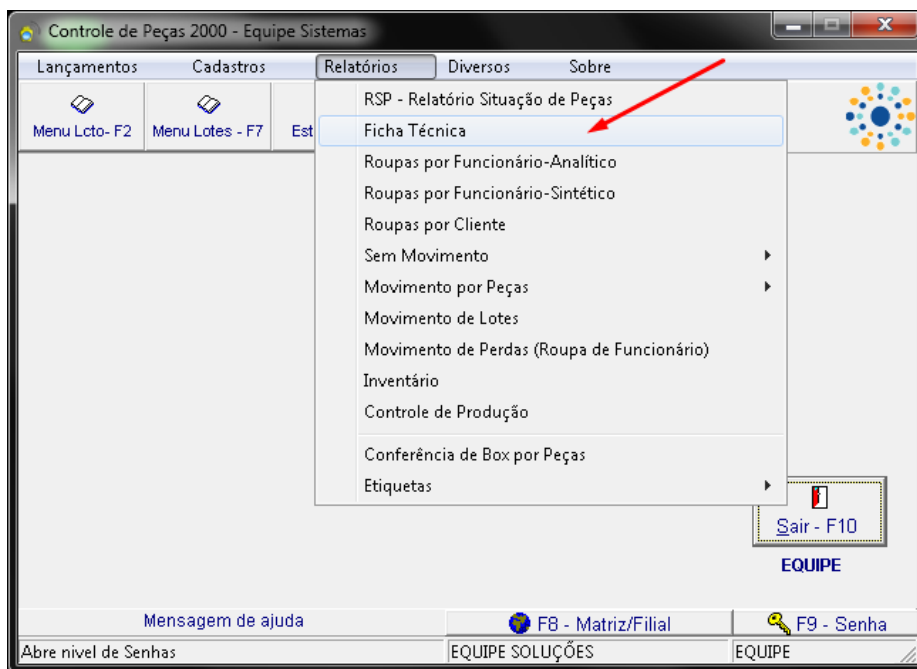 Controle de Peças 2000 - Equipe Sistemas
Lançamentos Cadastros Relatórios Diversos Sobre
Menu Lcto- F2 Menu Lotes - F7 Est
RSP - Relatório Situação de Peças
Ficha Técnica
Roupas por Funcionário-Analítico
Roupas por Funcionário-Sintético
Roupas por Cliente
Sem Movimento
Movimento por Peças
Movimento de Lotes
Movimento de Perdas (Roupa de Funcionário)
Inventário
Controle de Produção
Conferência de Box por Peças
Etiquetas
Sair - F10
EQUIPE
Mensagem de ajuda F8 - Matriz/Filial F9 - Senha
Abre nivel de Senhas EQUIPE SOLUÇÕES EQUIPE